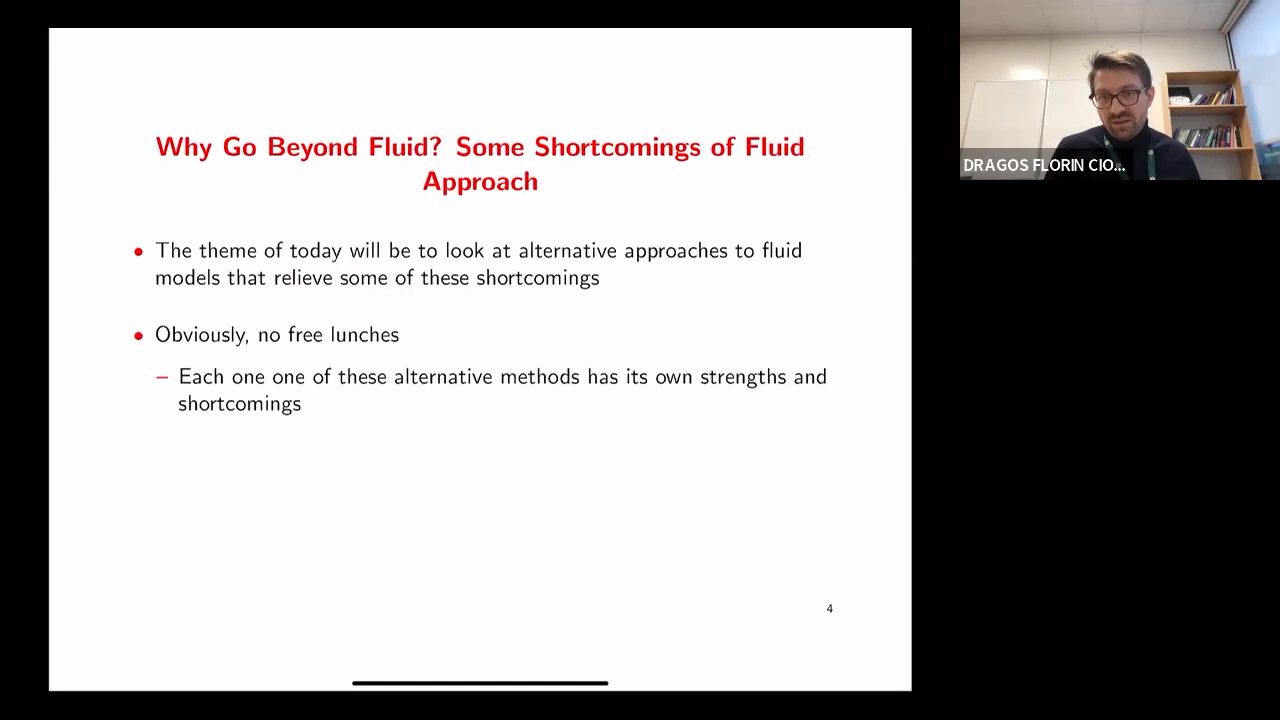 Why Go Beyond Fluid? Some Shortcomings of Fluid
Approach
• The theme of today will be to look at alternative approaches to fluid
models that relieve some of these shortcomings
• Obviously, no free lunches
– Each one one of these alternative methods has its own strengths and
shortcomings
4
DRAGOS FLORIN CIO...